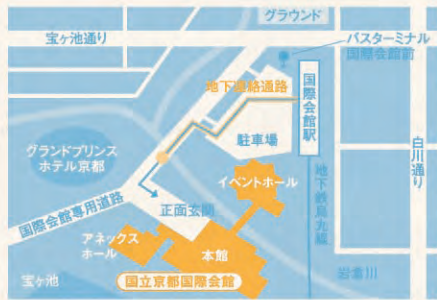 グラウンド
宝ヶ池通り
バスターミナル
国際会館前
地下連絡通路
国際会館駅
駐車場
白川通り
グランドプリンス
ホテル京都
イベントホール
地下鉄烏丸線
正面玄関
国際会館専用道路
アネックス
ホール
本館
岩倉川
宝ヶ池
国立京都国際会館